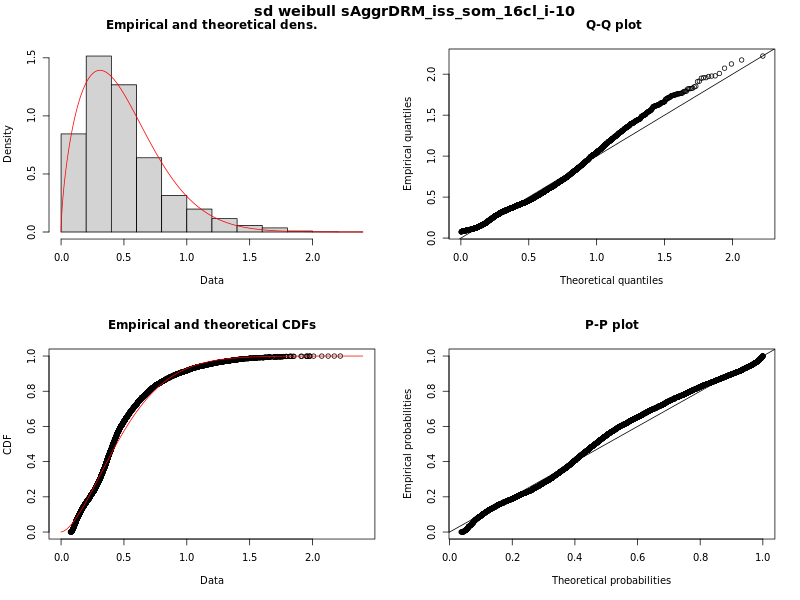 sd weibull sAggrDRM_iss_som_16cl_i-10
Empirical and theoretical dens.
Density
0.0 0.5 1.0 1.5
0.0 0.5 1.0 1.5 2.0
Data
Q-Q plot
Empirical quantiles
0.0 0.5 1.0 1.5 2.0
0.0 0.5 1.0 1.5 2.0
Theoretical quantiles
Empirical and theoretical CDFs
CDF
0.0 0.2 0.4 0.6 0.8 1.0
0.0 0.5 1.0 1.5 2.0
Data
P-P plot
Empirical probabilities
0.0 0.2 0.4 0.6 0.8 1.0
0.0 0.2 0.4 0.6 0.8 1.0
Theoretical probabilities